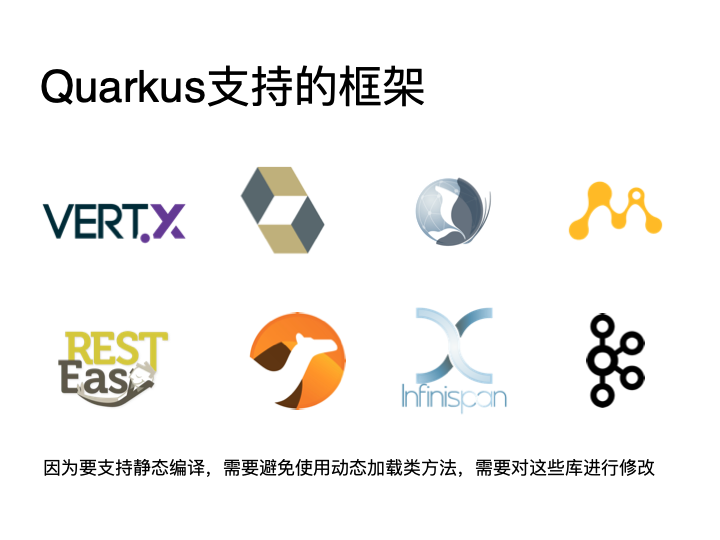 Quarkus支持的框架
VERT.X
REST
Easy
Infinispan
因为要支持静态编译，需要避免使用动态加载类方法，需要对这些库进行修改